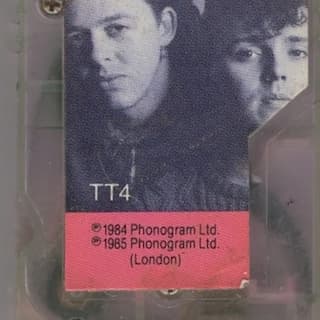 TT4
℗1984 Phonogram Ltd.
℗1985 Phonogram Ltd.
(London)